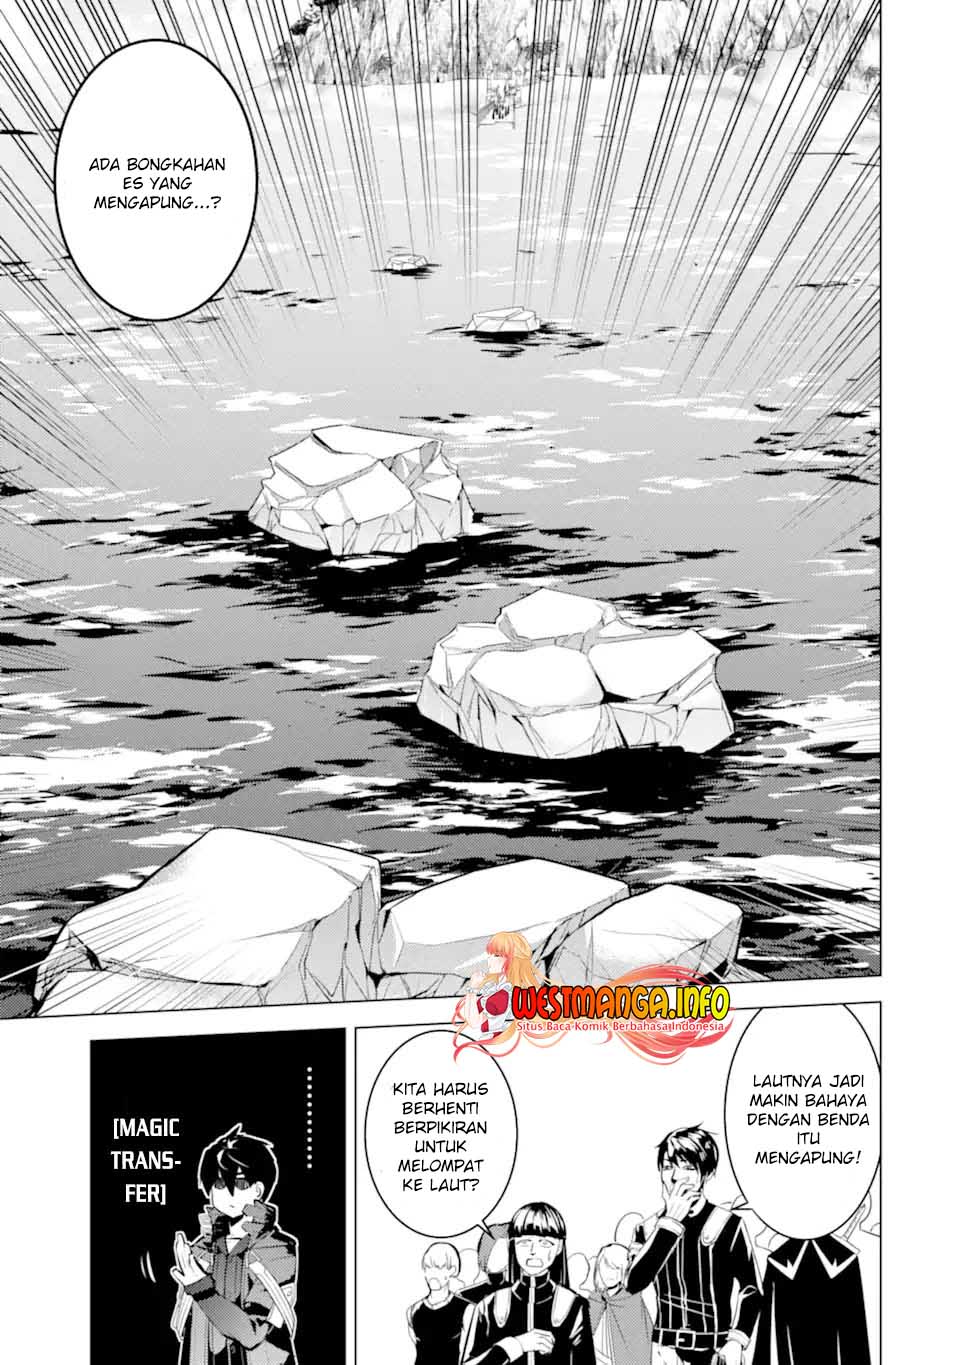 ADA BONGKAHAN
ES YANG
MENGAPUNG...?
WESTMANGA.INFO
Situs Baca Komik Berbahasa Indonesia
LAUTNYA JADI
MAKIN BAHAYA
DENGAN BENDA
ITU
MENGAPUNG!
KITA HARUS
BERHENTI
BERPIKIRAN
UNTUK
MELOMPAT
KE LAUT?
.........
[MAGIC
TRANS-
FER]